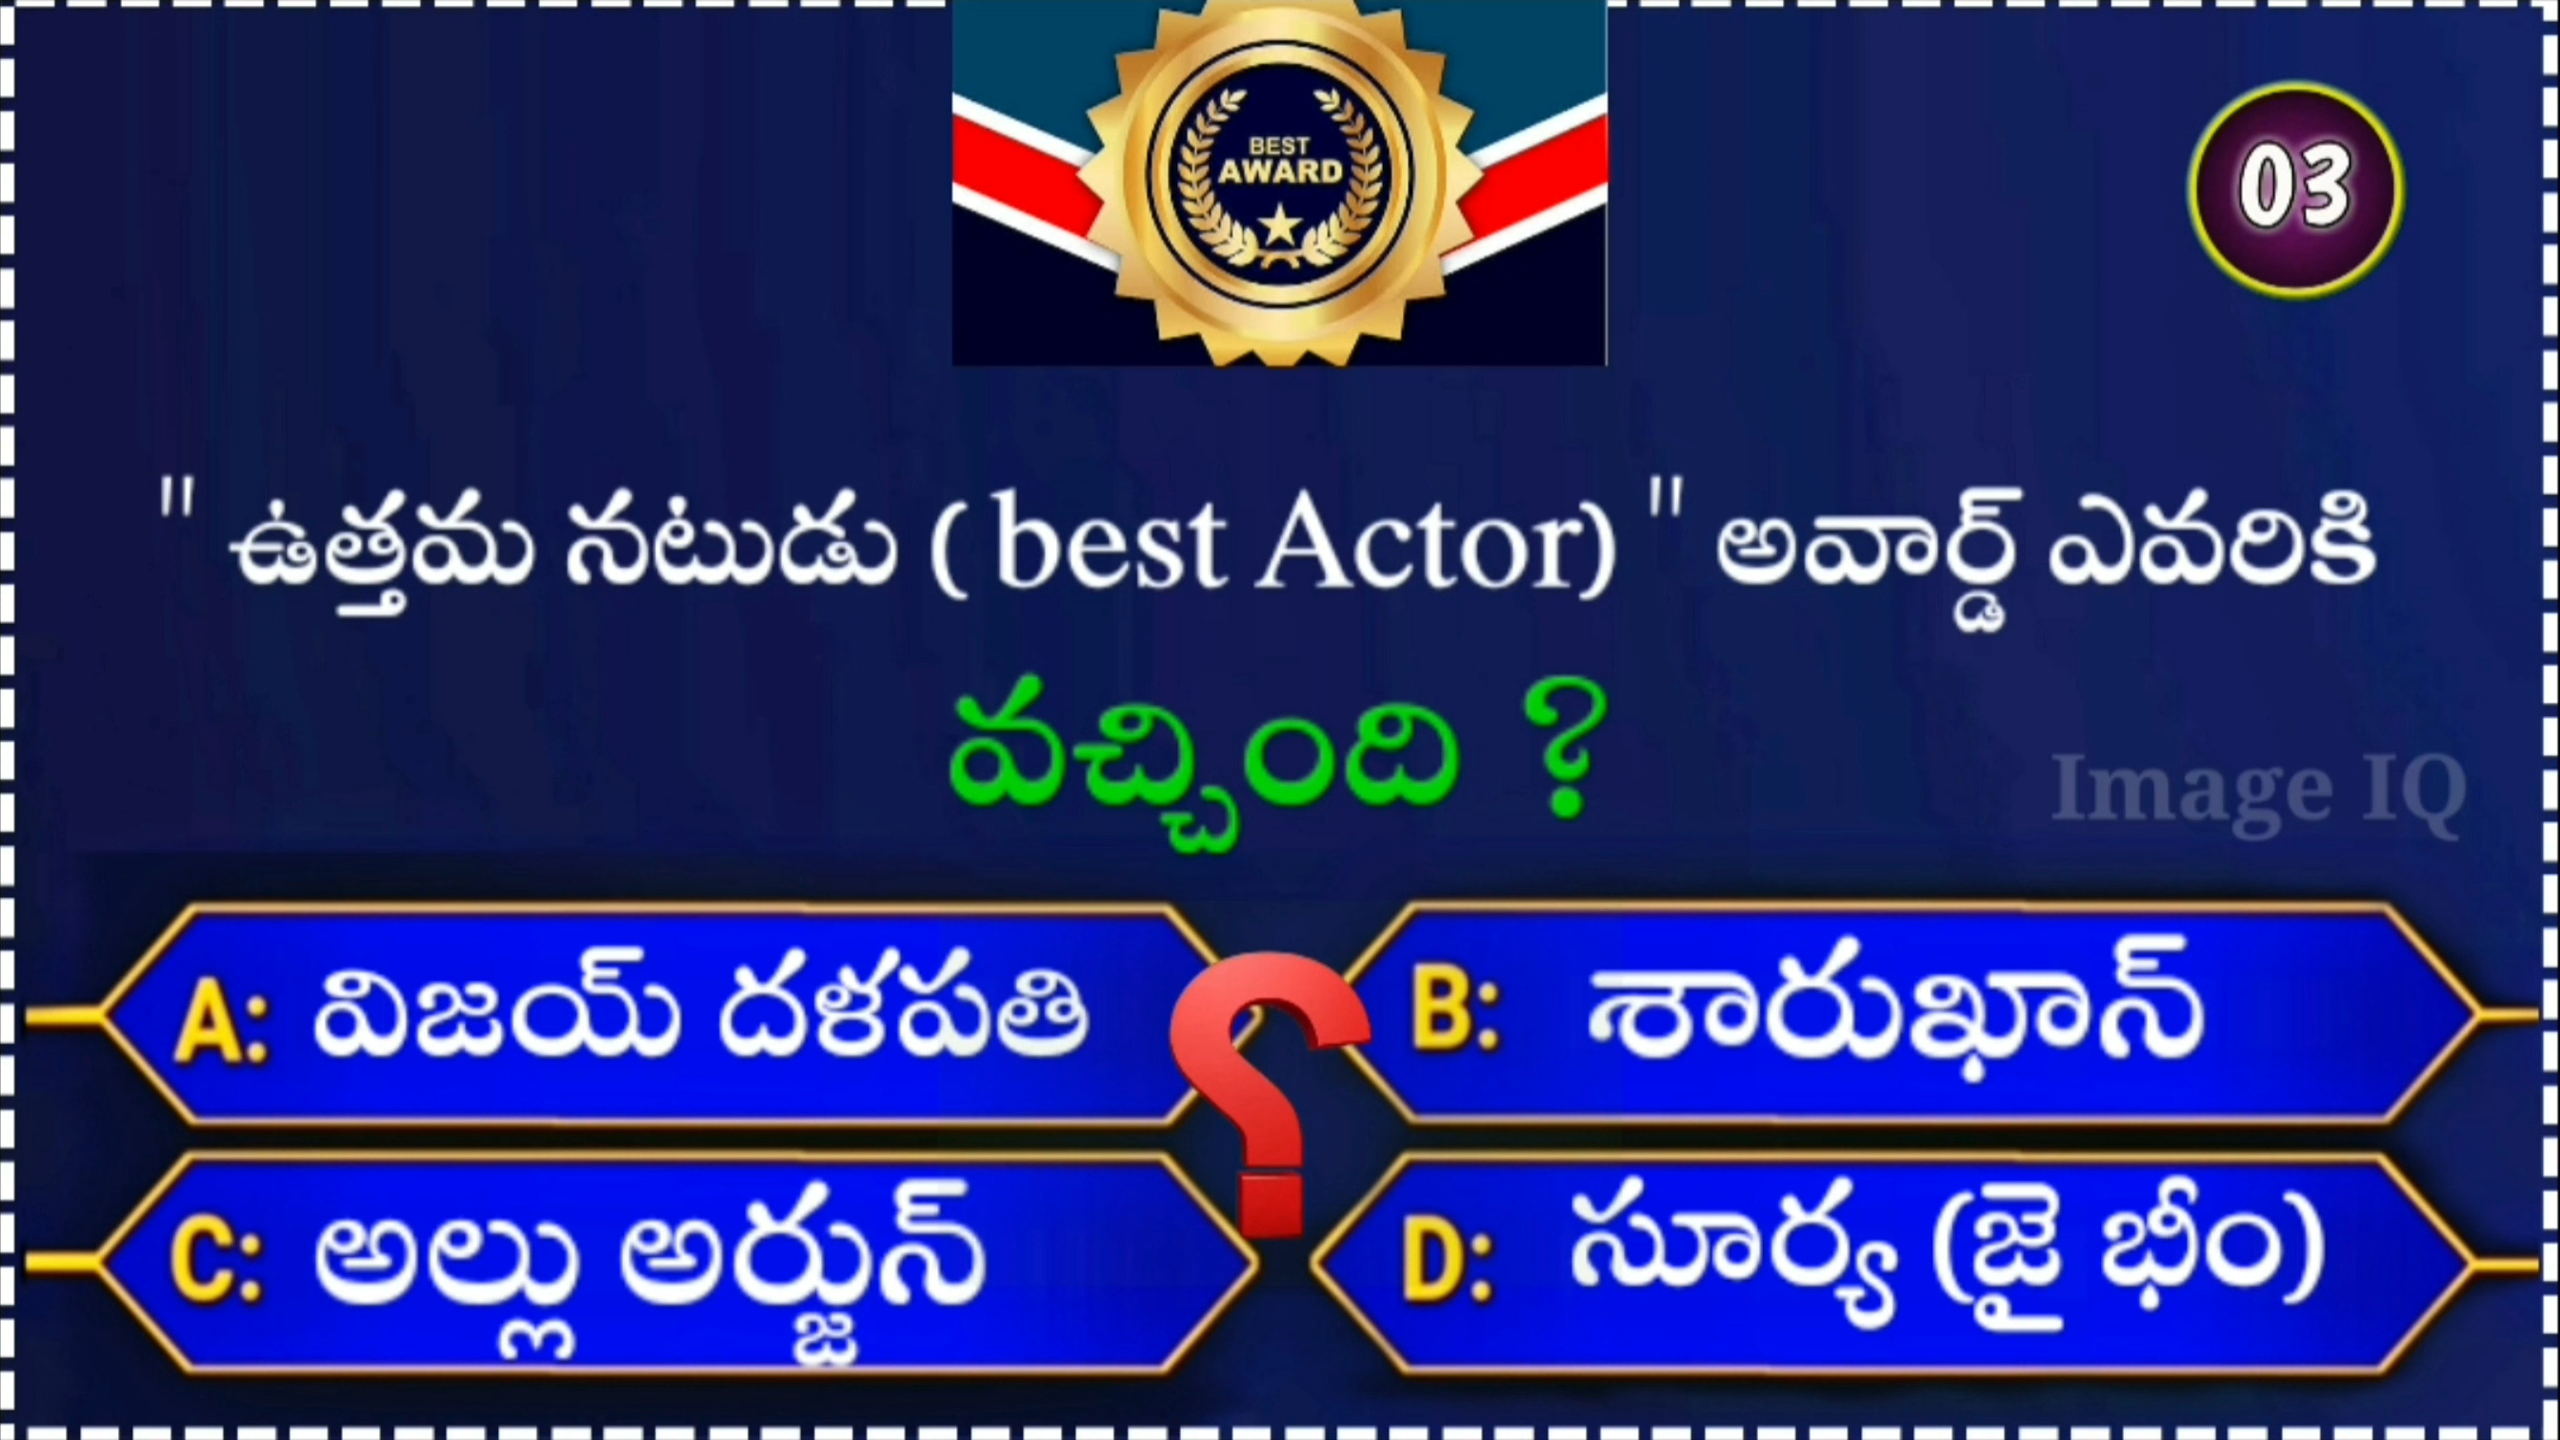 BEST
AWARD
03
" ఉత్తమ నటుడు ( best Actor) " అవార్డ్ ఎవరికి
వచ్చింది ?
Image IQ
A: విజయ్ దళపతి
B: శారుఖాన్
C: అల్లు అర్జున్
D: సూర్య (జై భీం)